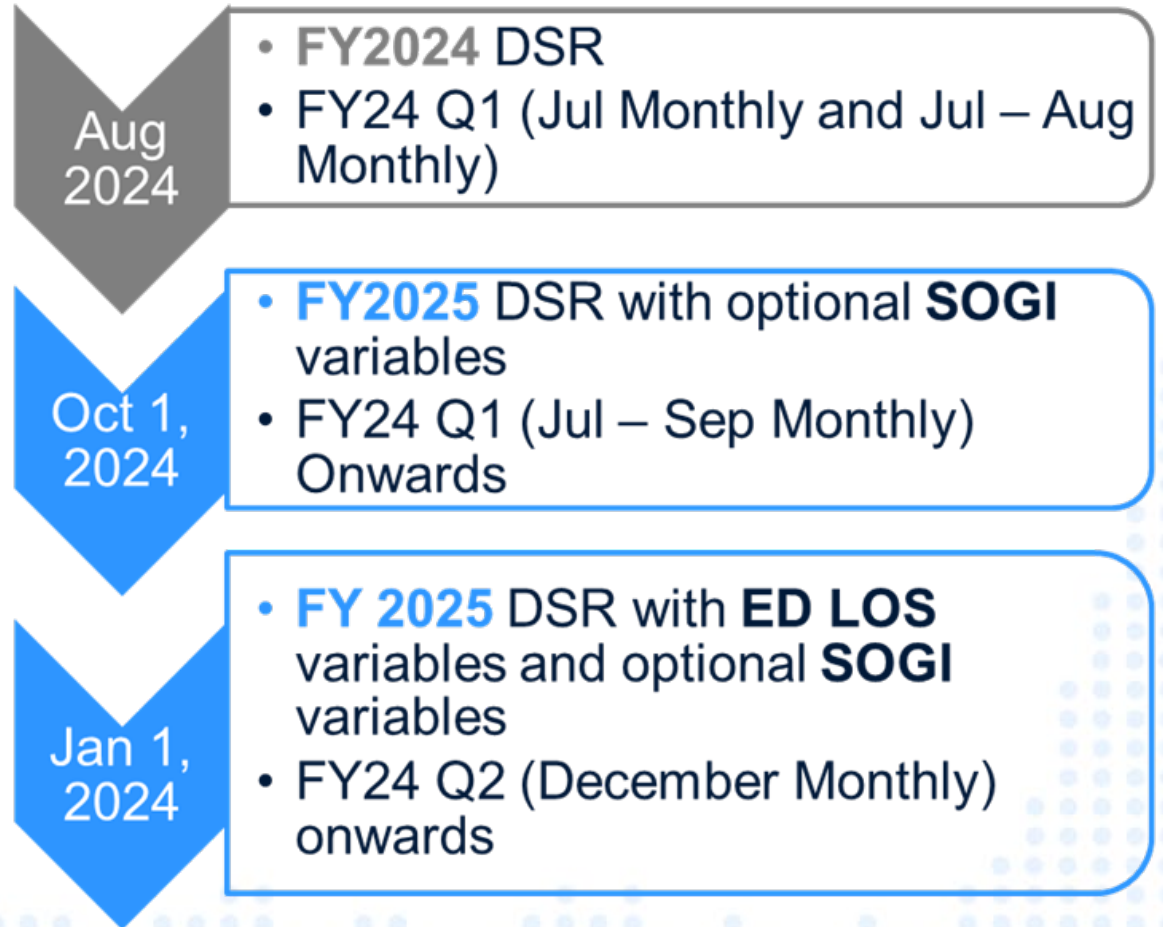 Aug
2024
• FY2024 DSR
• FY24 Q1 (Jul Monthly and Jul – Aug
Monthly)
Oct 1,
2024
• FY2025 DSR with optional SOGI
variables
• FY24 Q1 (Jul – Sep Monthly)
Onwards
Jan 1,
2024
• FY 2025 DSR with ED LOS
variables and optional SOGI
variables
• FY24 Q2 (December Monthly)
onwards